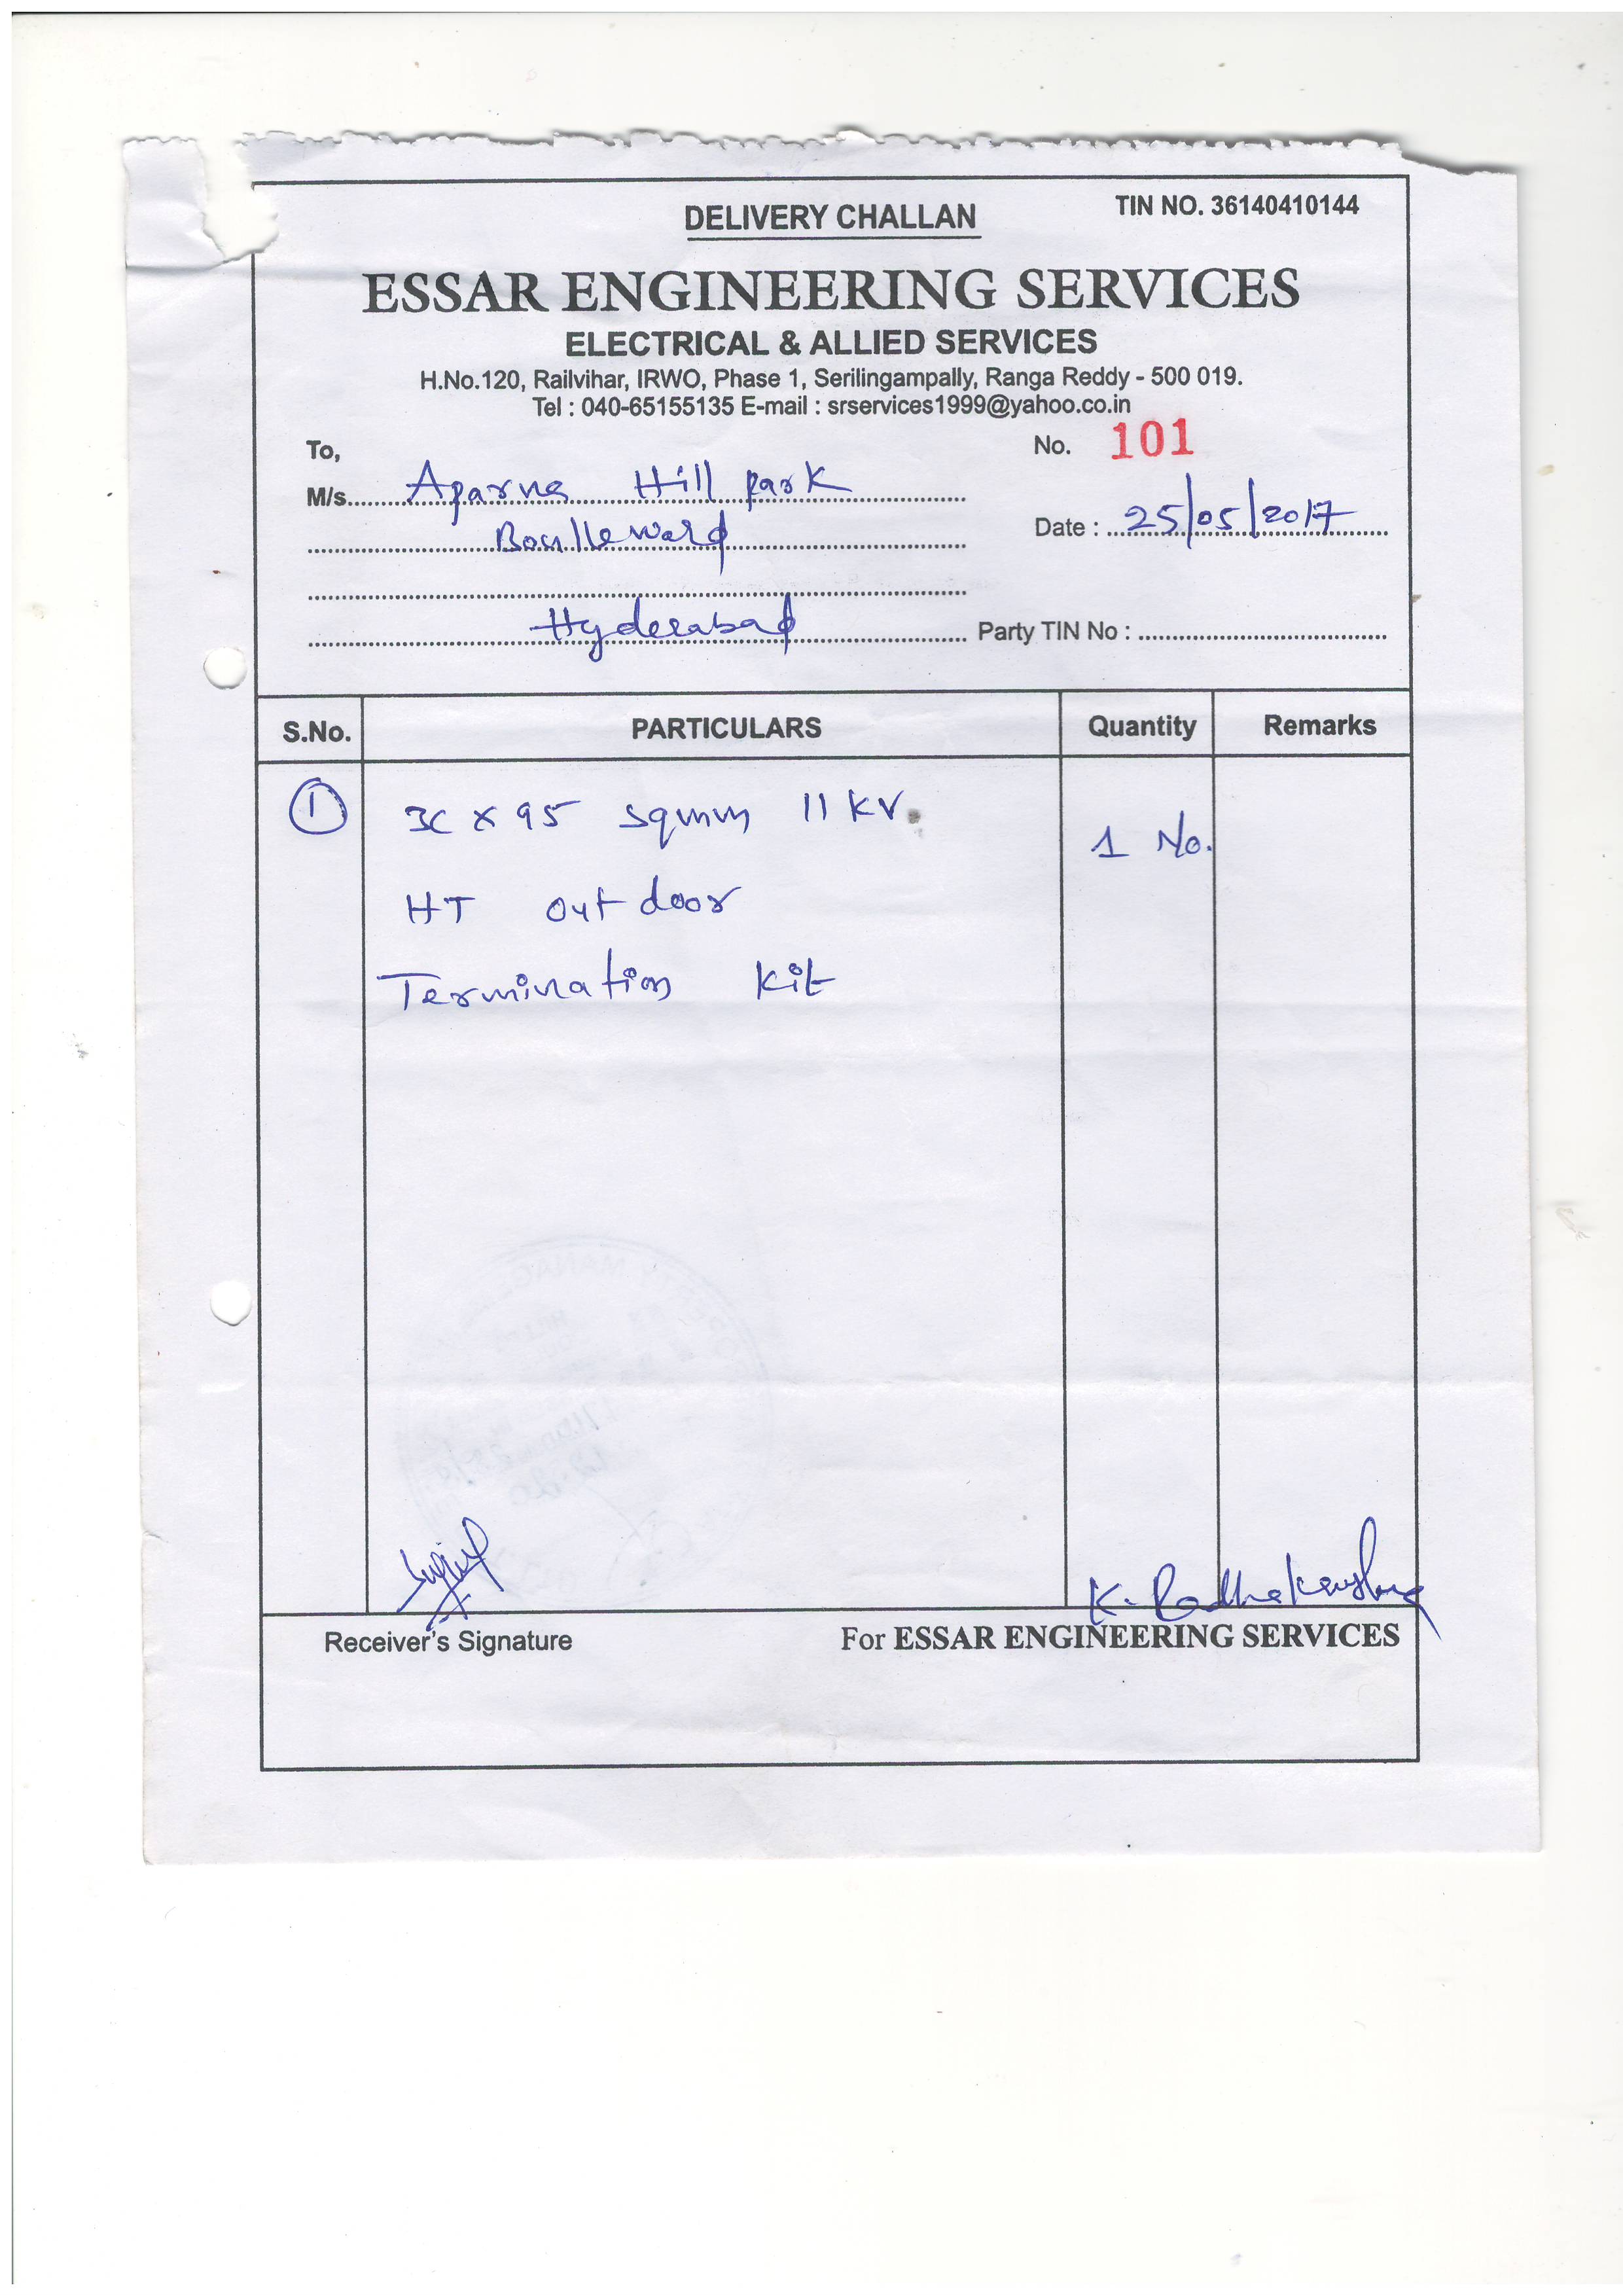 DELIVERY CHALLAN
TIN NO. 36140410144
ESSAR ENGINEERING SERVICES
ELECTRICAL & ALLIED SERVICES
H.No.120, Railvihar, IRWO, Phase 1, Serilingampally, Ranga Reddy - 500 019.
Tel : 040-65155135 E-mail : srservices1999@yahoo.co.in
To,
No. 101
M/s. Aparna Hill park
Boulleward
Date : 25/05/2017
Hyderabad
Party TIN No :
S.No. PARTICULARS Quantity Remarks
1 3C x 95 sqmm 11 KV. 1 No.
HT out door
Termination Kit
K. Radhakrushna
Receiver's Signature
For ESSAR ENGINEERING SERVICES